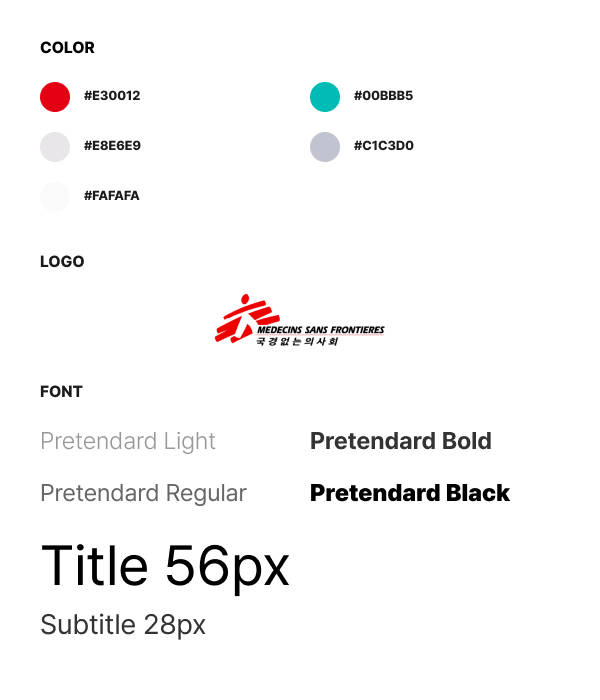 COLOR
#E30012
#00BBB5
#E8E6E9
#C1C3D0
#FAFAFA
LOGO
MEDECINS SANS FRONTIERES
국경없는의사회
FONT
Pretendard Light
Pretendard Bold
Pretendard Regular
Pretendard Black
Title 56px
Subtitle 28px